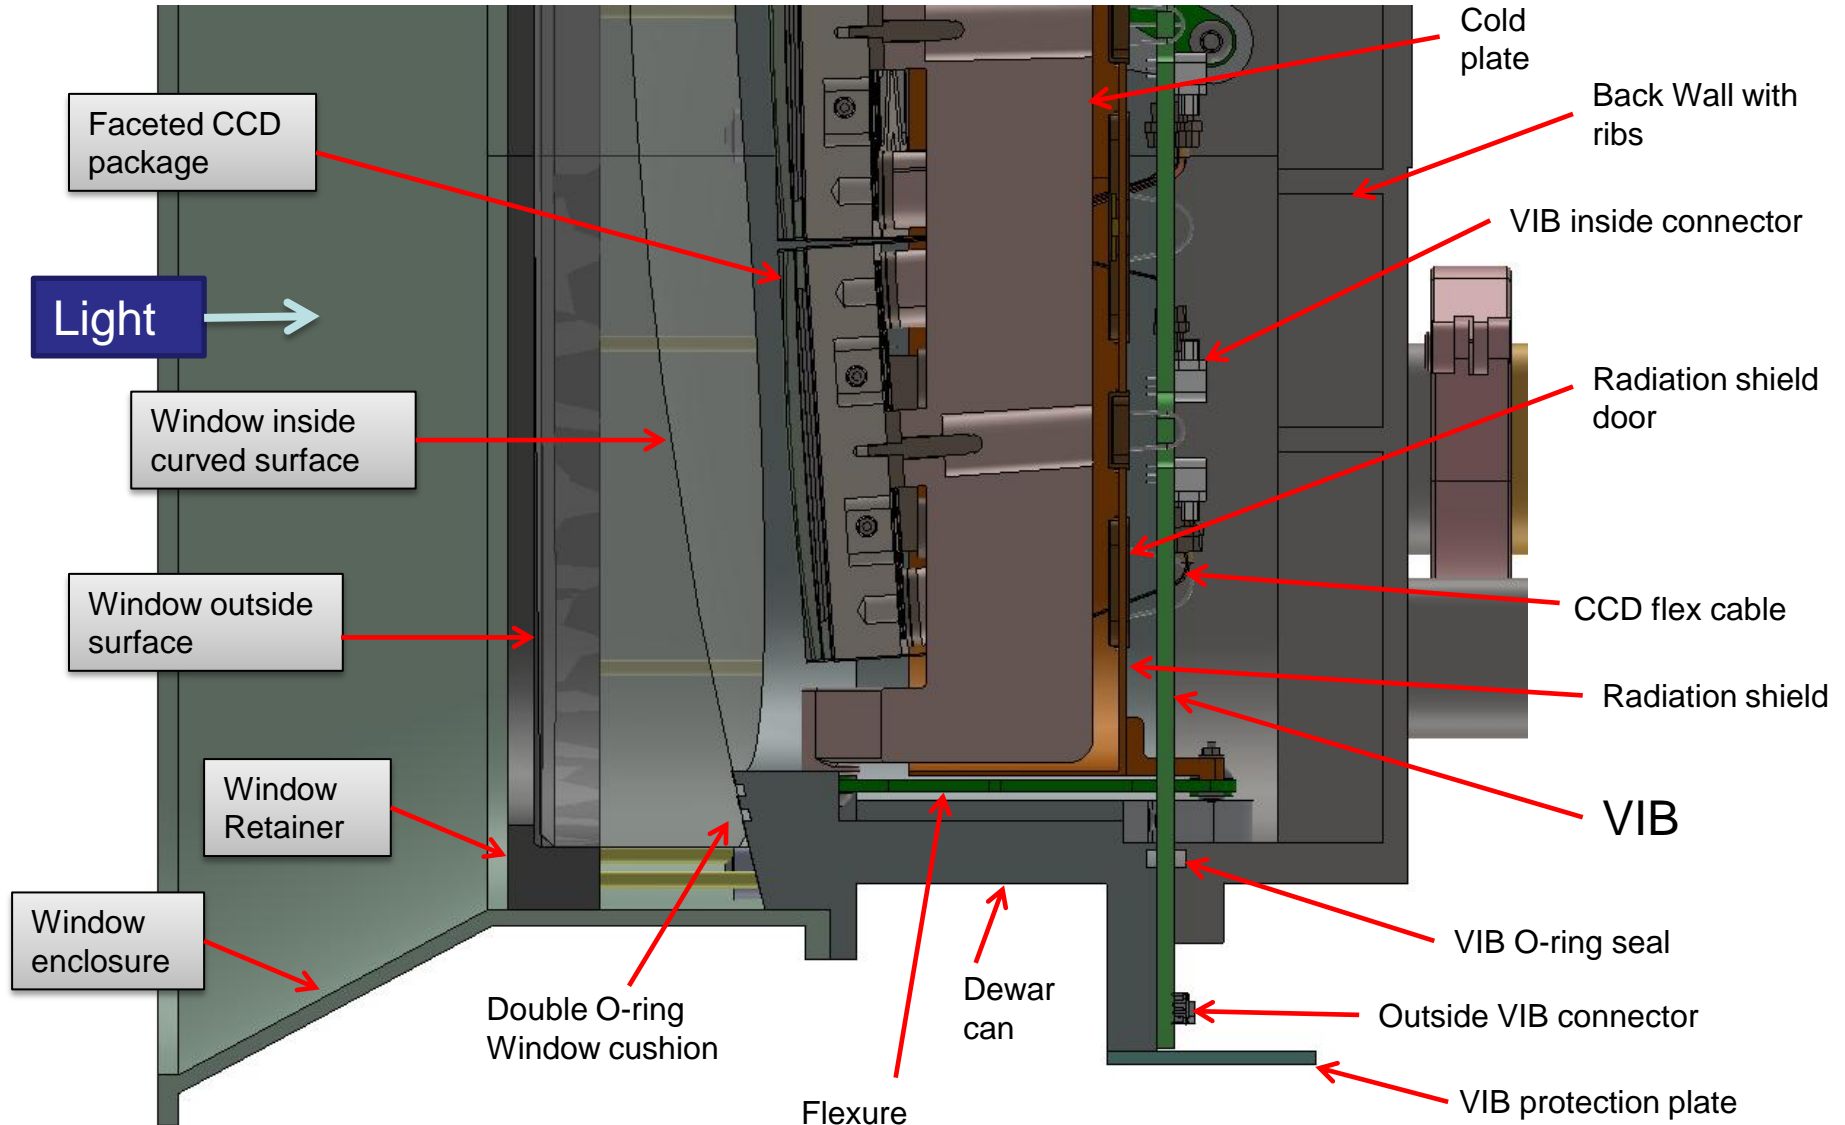 Cold
plate
Faceted CCD
package
Back Wall with
ribs
VIB inside connector
Light
Radiation shield
door
Window inside
curved surface
Window outside
surface
CCD flex cable
Radiation shield
Window
Retainer
VIB
Window
enclosure
VIB O-ring seal
Double O-ring
Window cushion
Dewar
can
Outside VIB connector
Flexure
VIB protection plate